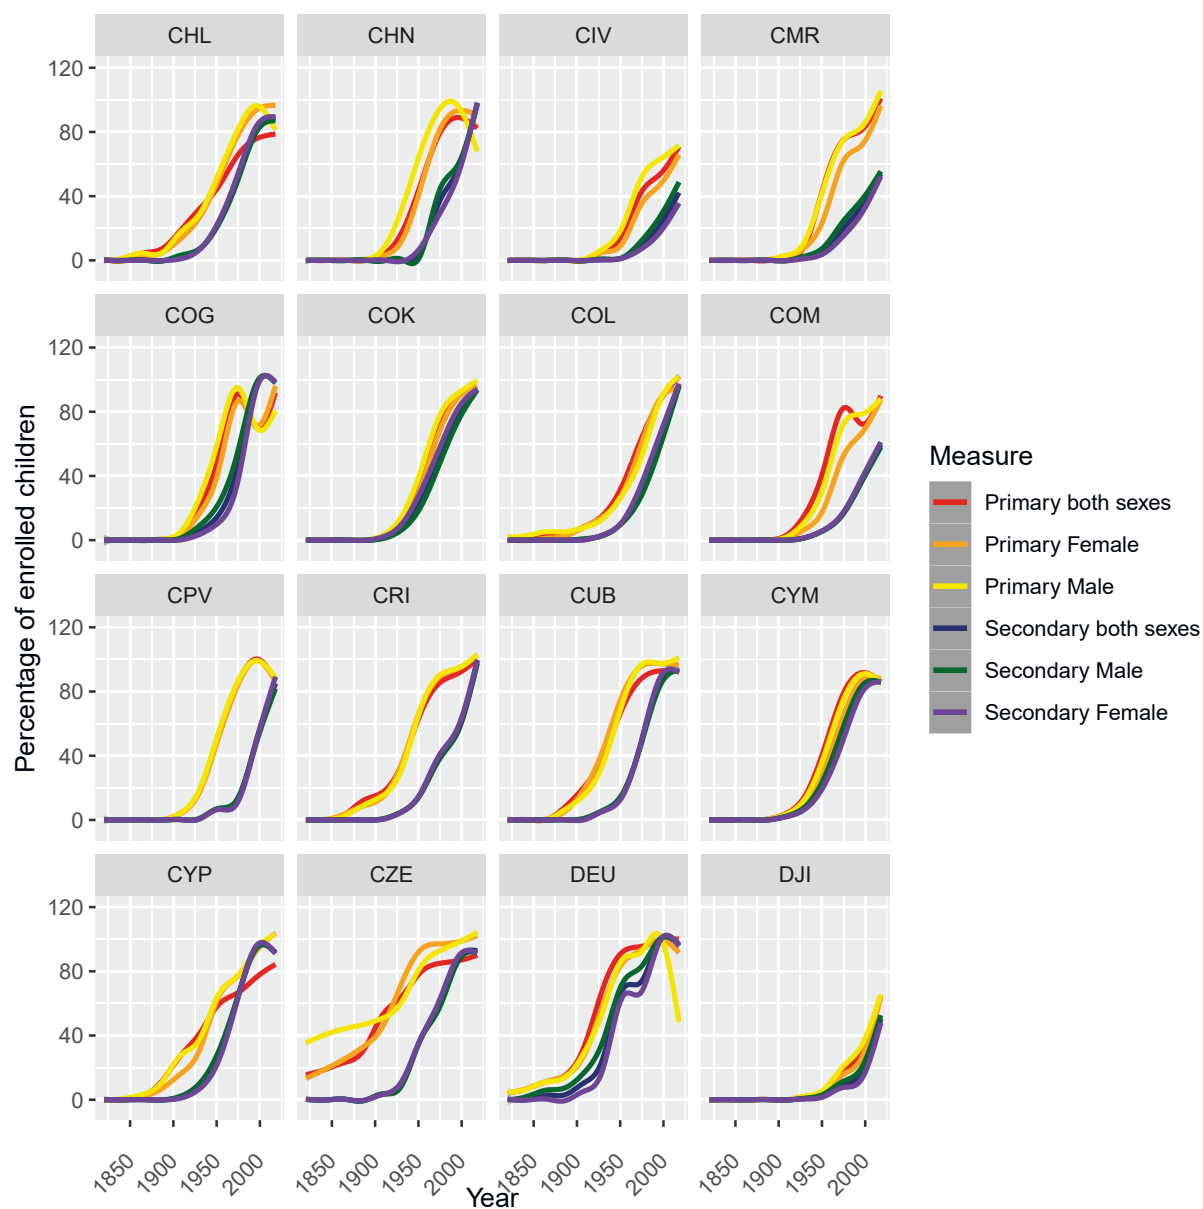 CHL CHN CIV CMR
120
80
40
0
COG COK COL COM
120
80
40
0
CPV CRI CUB CYM
120
80
40
0
CYP CZE DEU DJI
120
80
40
0
1850 1900 1950 2000 1850 1900 1950 2000 1850 1900 1950 2000 1850 1900 1950 2000
Year
Percentage of enrolled children
Measure
Primary both sexes
Primary Female
Primary Male
Secondary both sexes
Secondary Male
Secondary Female